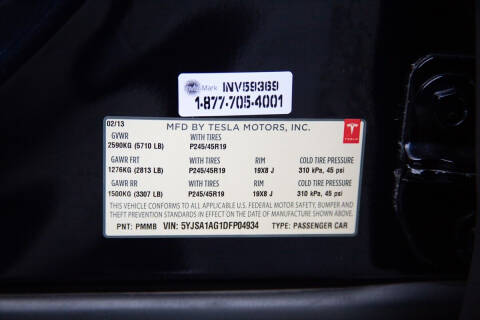 Mark INV59369
1-877-705-4001
02/13 MFD BY TESLA MOTORS, INC.
GVWR WITH TIRES
2590KG (5710 LB) P245/45R19
GAWR FRT WITH TIRES RIM COLD TIRE PRESSURE
1276KG (2813 LB) P245/45R19 19X8 J 310 kPa, 45 psi
GAWR RR WITH TIRES RIM COLD TIRE PRESSURE
1500KG (3307 LB) P245/45R19 19X8 J 310 kPa, 45 psi
THIS VEHICLE CONFORMS TO ALL APPLICABLE U.S. FEDERAL MOTOR VEHICLE SAFETY, BUMPER AND
THEFT PREVENTION STANDARDS IN EFFECT ON THE DATE OF MANUFACTURE SHOWN ABOVE.
PNT: PMMB VIN: 5YJSA1AG1DFP04934 TYPE: PASSENGER CAR
TESLA